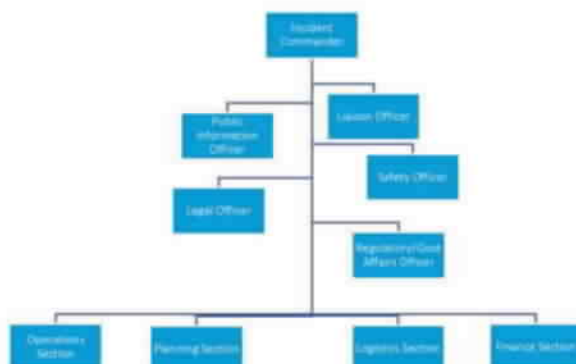 Incident
Commander
Liaison Officer
Public
Information
Officer
Safety Officer
Legal Officer
Regulatory/Govt
Affairs Officer
Operations
Section
Planning Section
Logistics Section
Finance Section